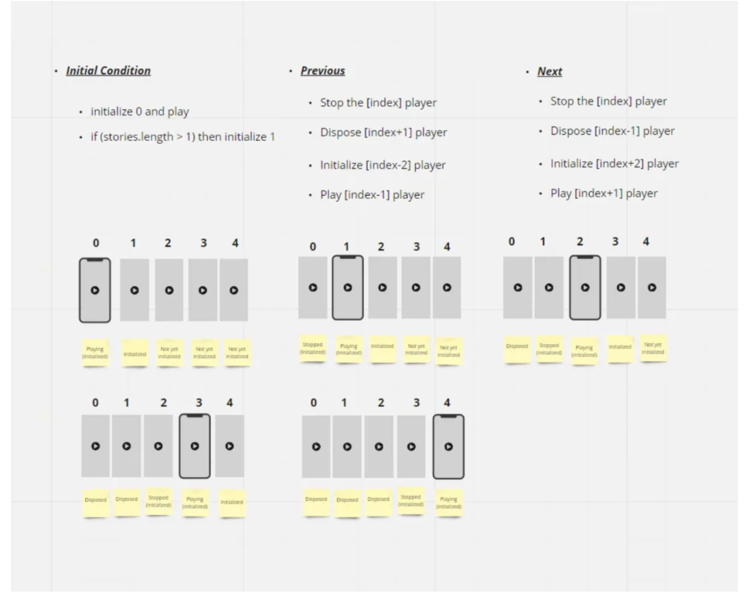 Initial Condition
initialize 0 and play
if (stories.length > 1) then initialize 1
Previous
Stop the [index] player
Dispose [index+1] player
Initialize [index-2] player
Play [index-1] player
Next
Stop the [index] player
Dispose [index-1] player
Initialize [index+2] player
Play [index+1] player
0 1 2 3 4
Playing
(Initialized)
Initialized
Not yet
initialized
Not yet
initialized
Not yet
initialized
0 1 2 3 4
Stopped
(Initialized)
Playing
(Initialized)
Initialized
Not yet
initialized
Not yet
initialized
0 1 2 3 4
Disposed
Stopped
(Initialized)
Playing
(Initialized)
Initialized
Not yet
initialized
0 1 2 3 4
Disposed
Disposed
Stopped
(Initialized)
Playing
(Initialized)
Initialized
0 1 2 3 4
Disposed
Disposed
Disposed
Stopped
(Initialized)
Playing
(Initialized)